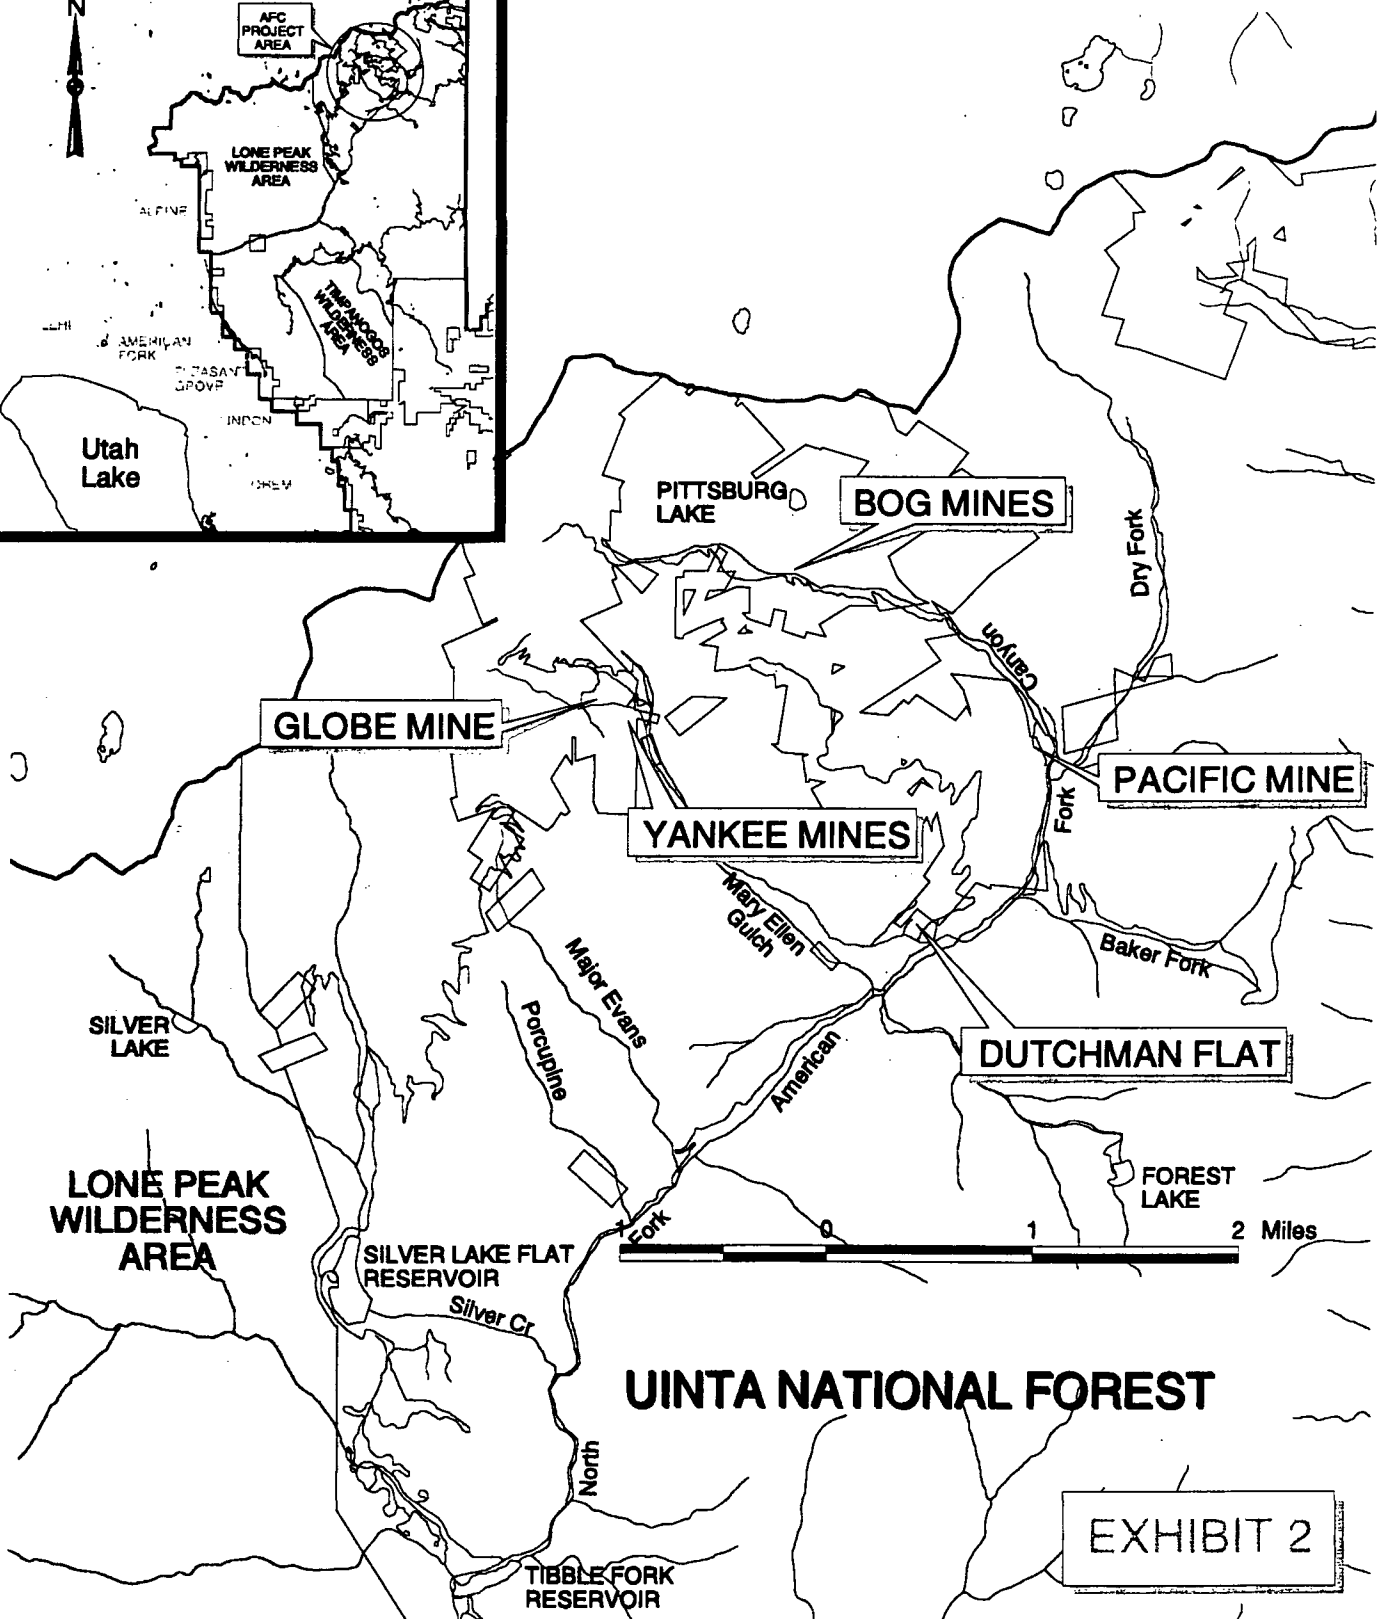 N
AFC
PROJECT
AREA
LONE PEAK
WILDERNESS
AREA
ALPINE
TIMPANOGOS
WILDERNESS
AREA
LEHI
AMERICAN
FORK
PLEASANT
GROVE
LINDON
OREM
Utah
Lake
PITTSBURG
LAKE
BOG MINES
Dry Fork
Canyon
GLOBE MINE
PACIFIC MINE
YANKEE MINES
Fork
Mary Ellen
Gulch
Baker Fork
Major Evans
Porcupine
SILVER
LAKE
DUTCHMAN FLAT
American
FOREST
LAKE
LONE PEAK
WILDERNESS
AREA
Fork
1 0 1 2 Miles
SILVER LAKE FLAT
RESERVOIR
Silver Cr
UINTA NATIONAL FOREST
North
EXHIBIT 2
TIBBLE FORK
RESERVOIR